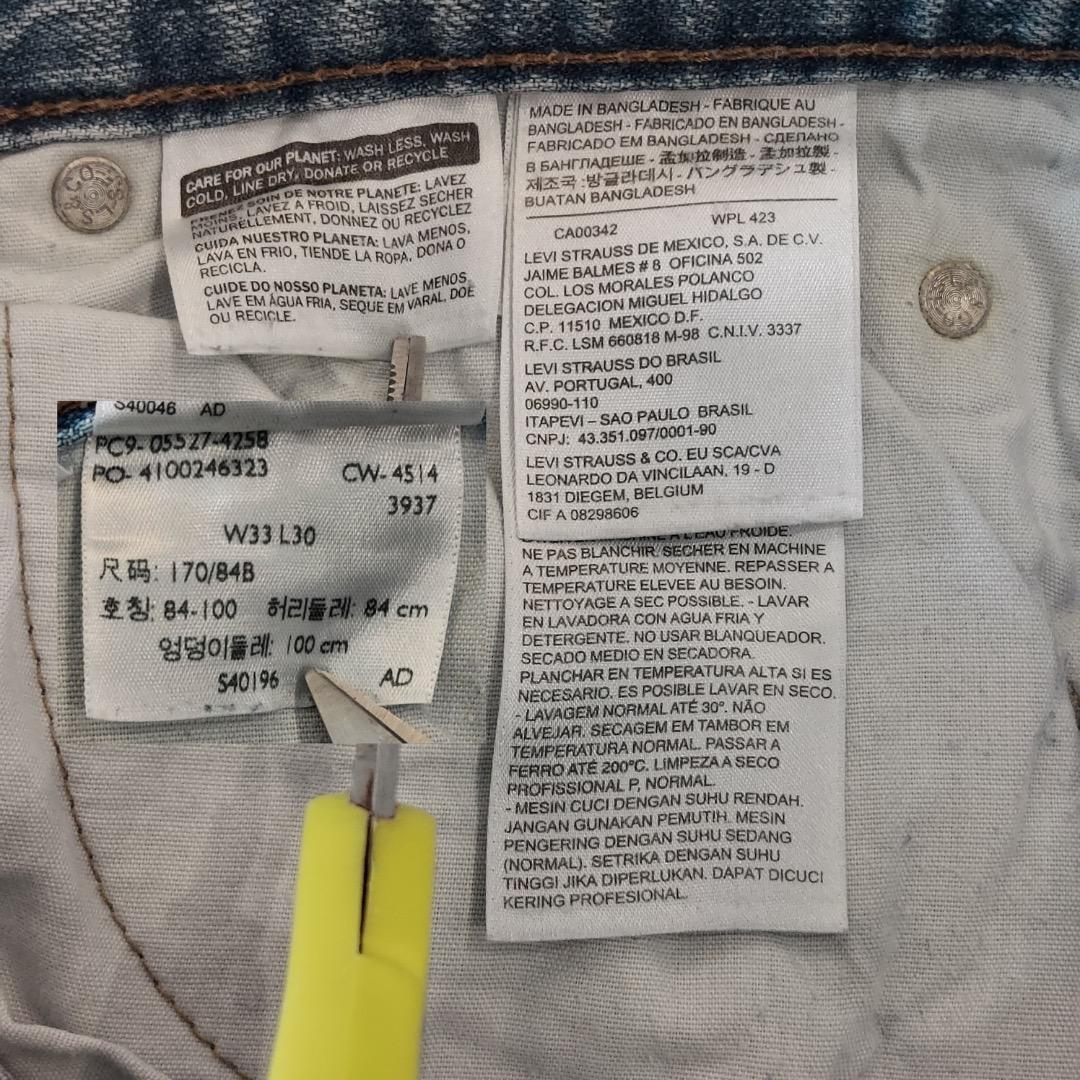 CARE FOR OUR PLANET: WASH LESS, WASH
COLD, LINE DRY, DONATE OR RECYCLE
PRENEZ SOIN DE NOTRE PLANETE: LAVEZ
MOINS, LAVEZ A FROID, LAISSEZ SECHER
NATURELLEMENT, DONNEZ OU RECYCLEZ
CUIDA NUESTRO PLANETA: LAVA MENOS,
LAVA EN FRIO, TIENDE LA ROPA, DONA O
RECICLA.
CUIDE DO NOSSO PLANETA: LAVE MENOS,
LAVE EM ÁGUA FRIA, SEQUE EM VARAL, DOE
OU RECICLE.
S40046 AD
PC9- 05527-4258
PO- 4100246323 CW- 4514
3937
W33 L30
尺码: 170/84B
호칭: 84-100 허리둘레: 84 cm
엉덩이둘레: 100 cm
S40196 AD
MADE IN BANGLADESH - FABRIQUE AU
BANGLADESH - FABRICADO EN BANGLADESH -
FABRICADO EM BANGLADESH - СДЕЛАНО
В БАНГЛАДЕШЕ - 孟加拉制造 - 孟加拉製 -
제조국 :방글라데시 - バングラデシュ製 -
BUATAN BANGLADESH
CA00342 WPL 423
LEVI STRAUSS DE MEXICO, S.A. DE C.V.
JAIME BALMES # 8 OFICINA 502
COL. LOS MORALES POLANCO
DELEGACION MIGUEL HIDALGO
C.P. 11510 MEXICO D.F.
R.F.C. LSM 660818 M-98 C.N.I.V. 3337
LEVI STRAUSS DO BRASIL
AV. PORTUGAL, 400
06990-110
ITAPEVI – SAO PAULO BRASIL
CNPJ: 43.351.097/0001-90
LEVI STRAUSS & CO. EU SCA/CVA
LEONARDO DA VINCILAAN, 19 - D
1831 DIEGEM, BELGIUM
CIF A 08298606
A L'EAU FROIDE.
NE PAS BLANCHIR. SECHER EN MACHINE
A TEMPERATURE MOYENNE. REPASSER A
TEMPERATURE ELEVEE AU BESOIN.
NETTOYAGE A SEC POSSIBLE. - LAVAR
EN LAVADORA CON AGUA FRIA Y
DETERGENTE. NO USAR BLANQUEADOR.
SECADO MEDIO EN SECADORA.
PLANCHAR EN TEMPERATURA ALTA SI ES
NECESARIO. ES POSIBLE LAVAR EN SECO.
- LAVAGEM NORMAL ATÉ 30°. NÃO
ALVEJAR. SECAGEM EM TAMBOR EM
TEMPERATURA NORMAL. PASSAR A
FERRO ATÉ 200°C. LIMPEZA A SECO
PROFISSIONAL P, NORMAL.
- MESIN CUCI DENGAN SUHU RENDAH.
JANGAN GUNAKAN PEMUTIH. MESIN
PENGERING DENGAN SUHU SEDANG
(NORMAL). SETRIKA DENGAN SUHU
TINGGI JIKA DIPERLUKAN. DAPAT DICUCI
KERING PROFESIONAL.